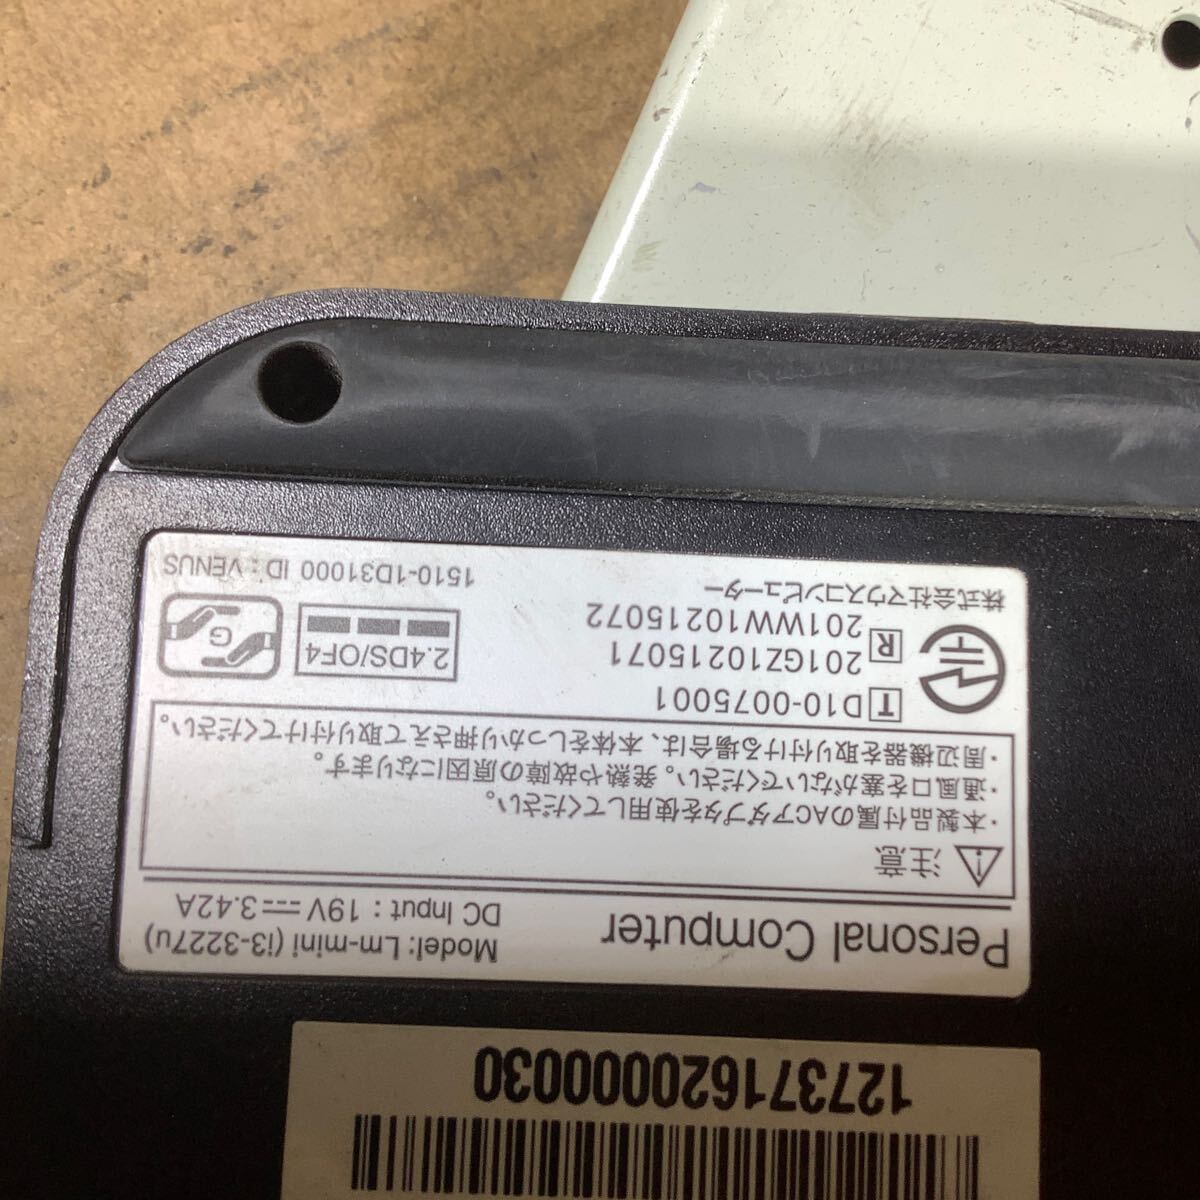 127371620000030
Personal Computer
Model: Lm-mini (i3-3227u)
DC Input : 19V⎓3.42A
注意
・本製品付属のACアダプタを使用してください。
・通風口を塞がないでください。発熱や故障の原因になります。
・周辺機器を取り付ける場合は、本体をしっかり押さえて取り付けてください。
T D10-0075001
R 201GZ10215071
201WW10215072
2.4DS/OF4
G
株式会社マウスコンピューター
1510-1D31000 ID : VENUS